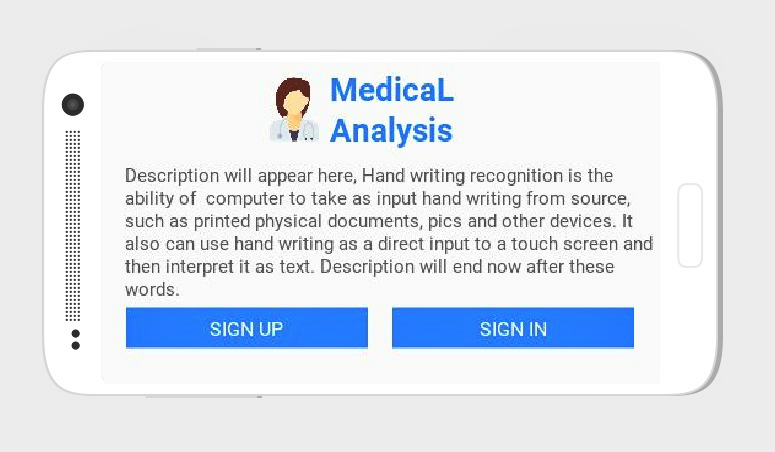 MedicaL
Analysis
Description will appear here, Hand writing recognition is the
ability of  computer to take as input hand writing from source,
such as printed physical documents, pics and other devices. It
also can use hand writing as a direct input to a touch screen and
then interpret it as text. Description will end now after these
words.
SIGN UP
SIGN IN